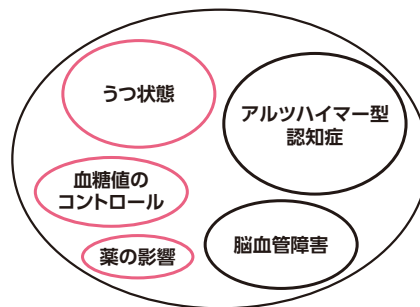 うつ状態
アルツハイマー型
認知症
血糖値の
コントロール
薬の影響
脳血管障害